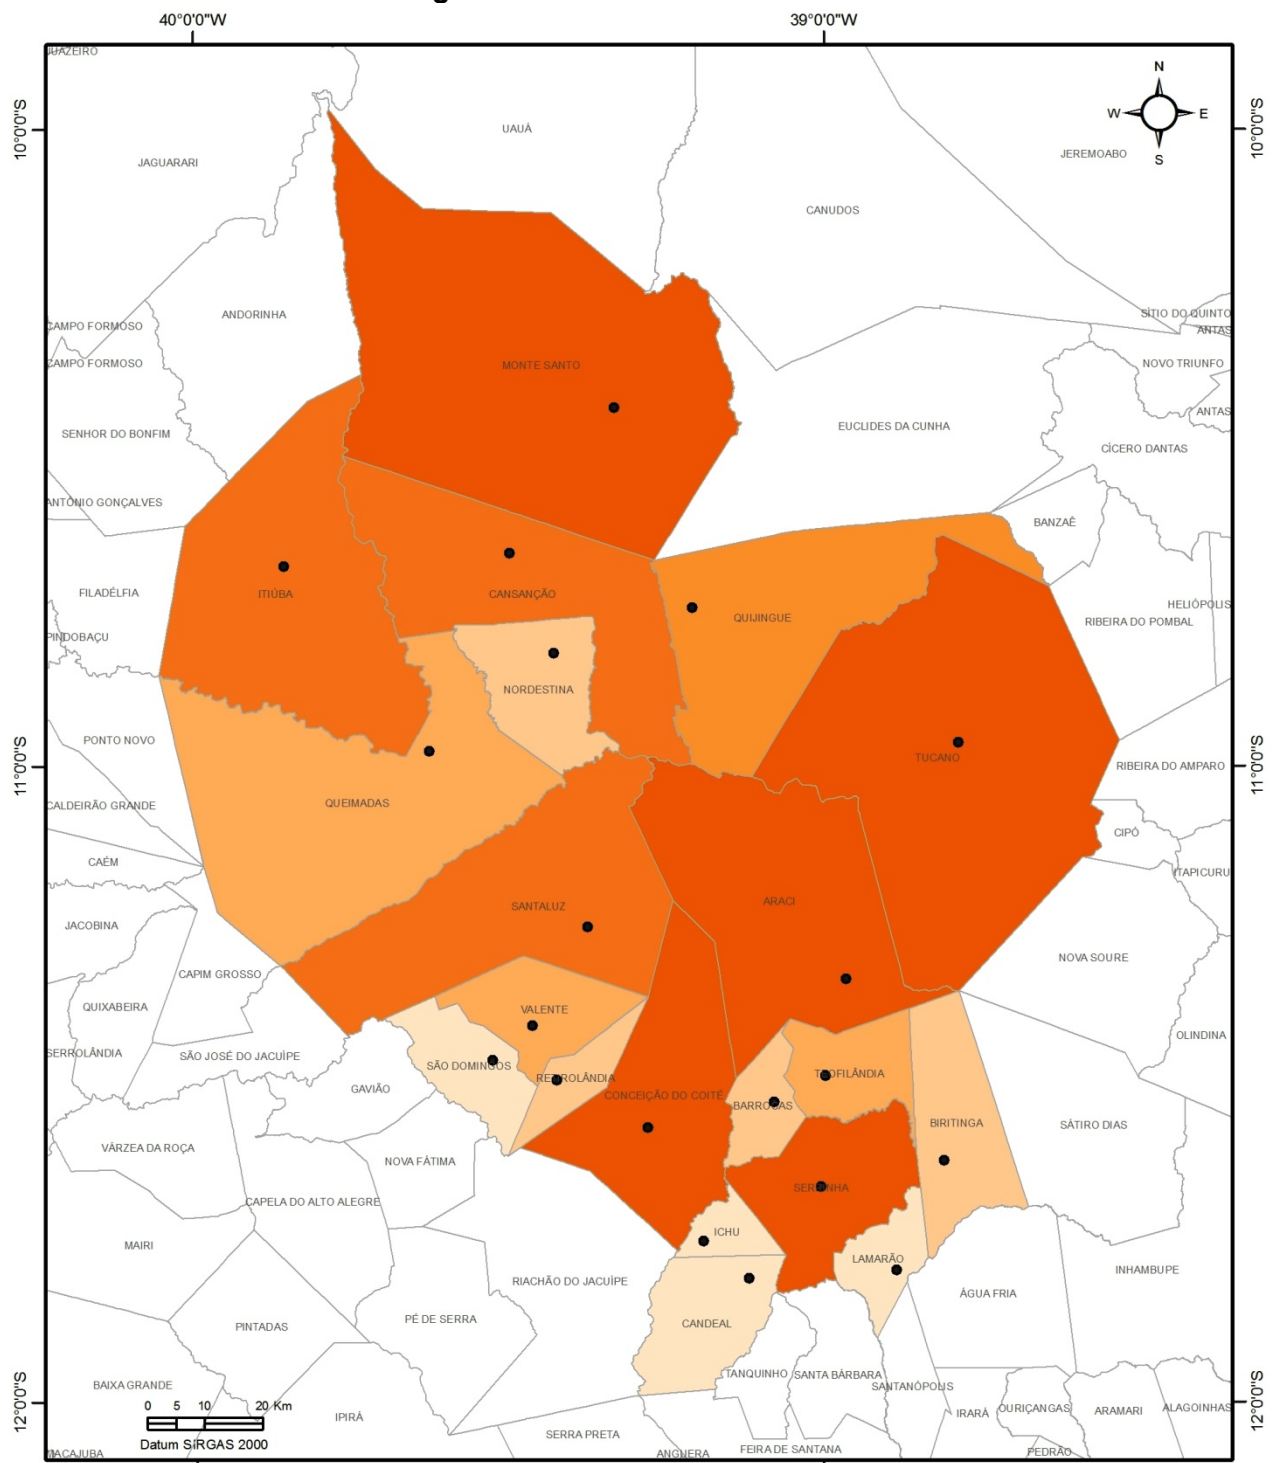 40°0'0"W
39°0'0"W
JUAZEIRO
N
W
E
S
UAUÁ
10°0'0"S
10°0'0"S
JAGUARARI
JEREMOABO
CANUDOS
ANDORINHA
SÍTIO DO QUINTO
CAMPO FORMOSO
ANTAS
CAMPO FORMOSO
MONTE SANTO
NOVO TRIUNFO
ANTAS
EUCLIDES DA CUNHA
SENHOR DO BONFIM
CÍCERO DANTAS
ANTÔNIO GONÇALVES
BANZAÊ
FILADÉLFIA
ITIÚBA
CANSANÇÃO
HELIÓPOLIS
QUIJINGUE
RIBEIRA DO POMBAL
PINDOBAÇU
NORDESTINA
PONTO NOVO
11°0'0"S
11°0'0"S
TUCANO
RIBEIRA DO AMPARO
CALDEIRÃO GRANDE
QUEIMADAS
CIPÓ
CAÉM
ITAPICURU
ARACI
SANTALUZ
JACOBINA
NOVA SOURE
CAPIM GROSSO
QUIXABEIRA
VALENTE
OLINDINA
SERROLÂNDIA
SÃO JOSÉ DO JACUÍPE
SÃO DOMINGOS
TEOFILÂNDIA
RETIROLÂNDIA
GAVIÃO
CONCEIÇÃO DO COITÉ
BARROCAS
BIRITINGA
SÁTIRO DIAS
VÁRZEA DA ROÇA
NOVA FÁTIMA
SERRINHA
CAPELA DO ALTO ALEGRE
ICHU
MAIRI
LAMARÃO
INHAMBUPE
RIACHÃO DO JACUÍPE
ÁGUA FRIA
PÉ DE SERRA
CANDEAL
PINTADAS
TANQUINHO
SANTA BÁRBARA
BAIXA GRANDE
SANTANÓPOLIS
12°0'0"S
12°0'0"S
0 5 10 20 Km
IPIRÁ
IRARÁ
OURIÇANGAS
ARAMARI
ALAGOINHAS
SERRA PRETA
Datum SIRGAS 2000
MACAJUBA
ANGUERA
FEIRA DE SANTANA
PEDRÃO